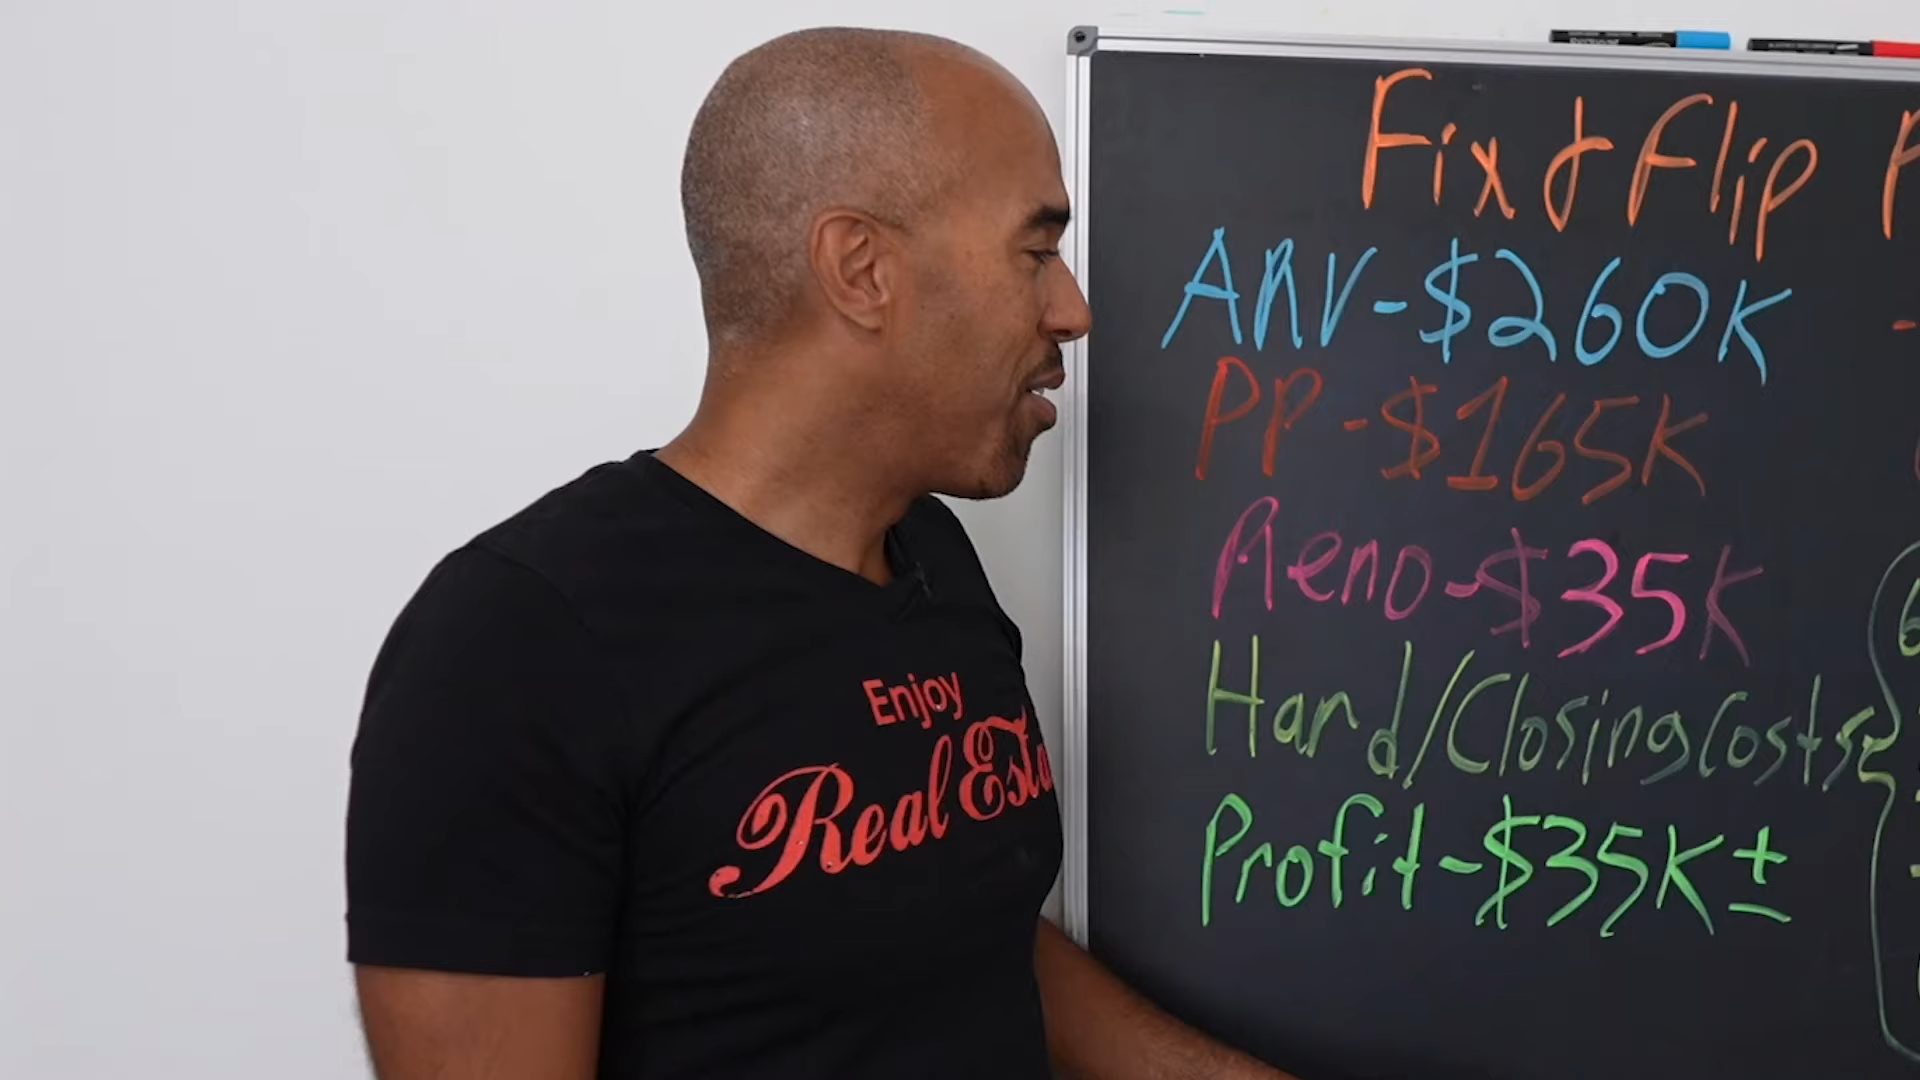 Enjoy
Real Esta
Fix & Flip P
ARV-$260K
PP-$165K
Reno-$35K
Hard/Closing Costs
Profit-$35K±